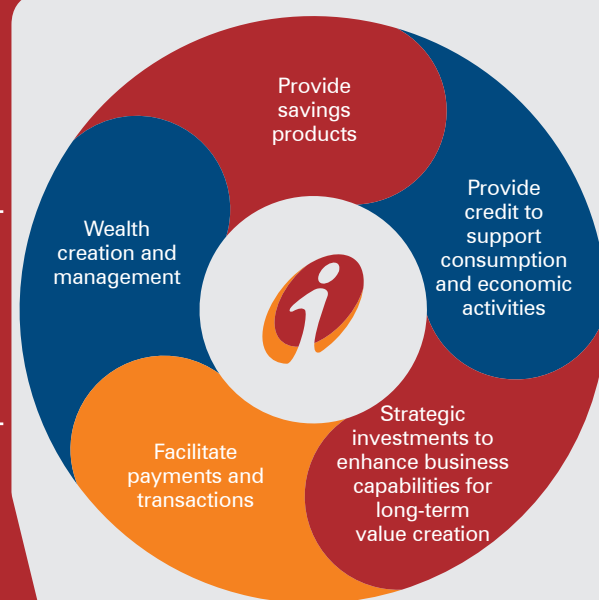 Provide
savings
products
Provide
credit to
support
consumption
and economic
activities
Strategic
investments to
enhance business
capabilities for
long-term
value creation
Facilitate
payments and
transactions
Wealth
creation and
management
i